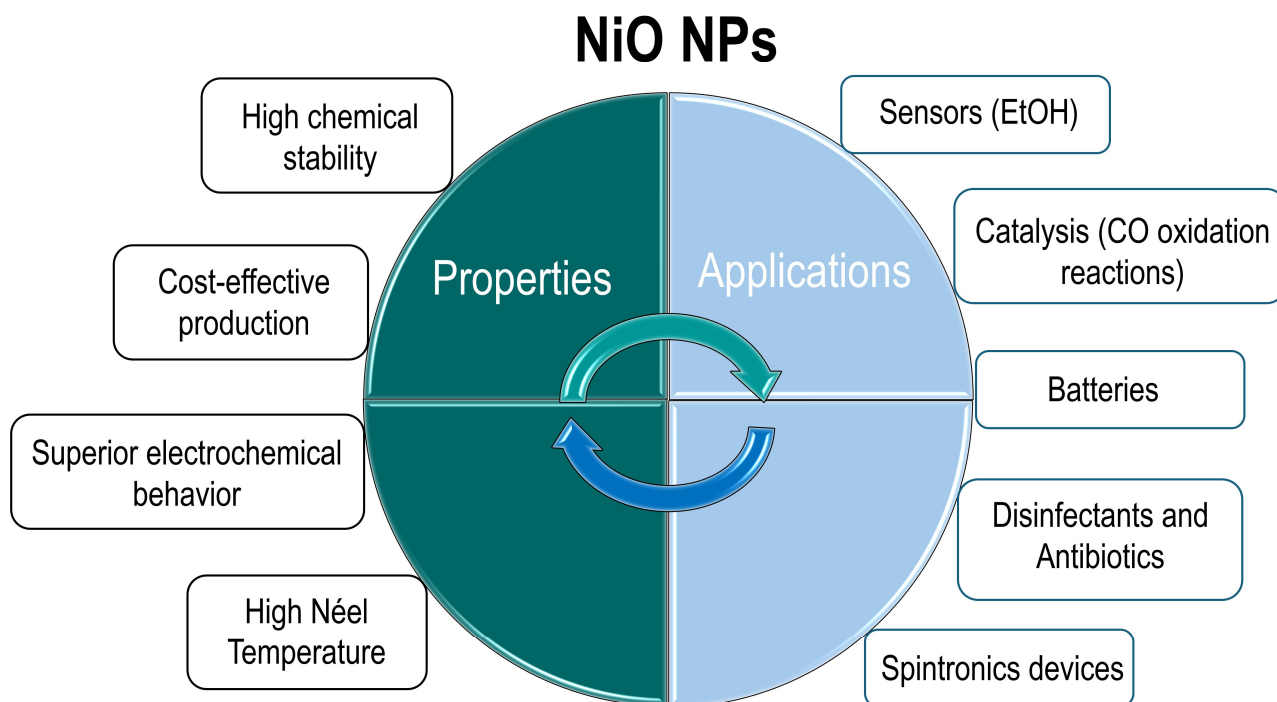 NiO NPs
High chemical
stability
Cost-effective
production
Superior electrochemical
behavior
High Néel
Temperature
Properties
Applications
Sensors (EtOH)
Catalysis (CO oxidation
reactions)
Batteries
Disinfectants and
Antibiotics
Spintronics devices